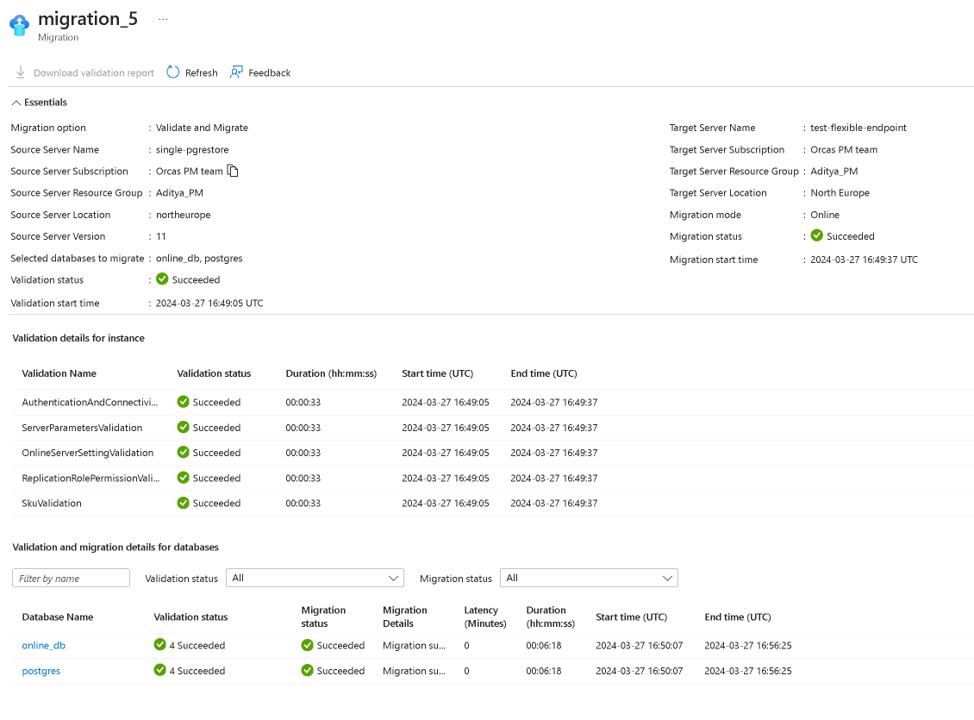 migration_5 ...
Migration
Download validation report Refresh Feedback
Essentials
Migration option : Validate and Migrate Target Server Name : test-flexible-endpoint
Source Server Name : single-pgrestore Target Server Subscription : Orcas PM team
Source Server Subscription : Orcas PM team Target Server Resource Group : Aditya_PM
Source Server Resource Group : Aditya_PM Target Server Location : North Europe
Source Server Location : northeurope Migration mode : Online
Source Server Version : 11 Migration status : Succeeded
Selected databases to migrate : online_db, postgres Migration start time : 2024-03-27 16:49:37 UTC
Validation status : Succeeded
Validation start time : 2024-03-27 16:49:05 UTC
Validation details for instance
Validation Name Validation status Duration (hh:mm:ss) Start time (UTC) End time (UTC)
AuthenticationAndConnectivi... Succeeded 00:00:33 2024-03-27 16:49:05 2024-03-27 16:49:37
ServerParametersValidation Succeeded 00:00:33 2024-03-27 16:49:05 2024-03-27 16:49:37
OnlineServerSettingValidation Succeeded 00:00:33 2024-03-27 16:49:05 2024-03-27 16:49:37
ReplicationRolePermissionVali... Succeeded 00:00:33 2024-03-27 16:49:05 2024-03-27 16:49:37
SkuValidation Succeeded 00:00:33 2024-03-27 16:49:05 2024-03-27 16:49:37
Validation and migration details for databases
Filter by name Validation status All Migration status All
Database Name Validation status Migration status Migration Details Latency (Minutes) Duration (hh:mm:ss) Start time (UTC) End time (UTC)
online_db 4 Succeeded Succeeded Migration su... 0 00:06:18 2024-03-27 16:50:07 2024-03-27 16:56:25
postgres 4 Succeeded Succeeded Migration su... 0 00:06:18 2024-03-27 16:50:07 2024-03-27 16:56:25